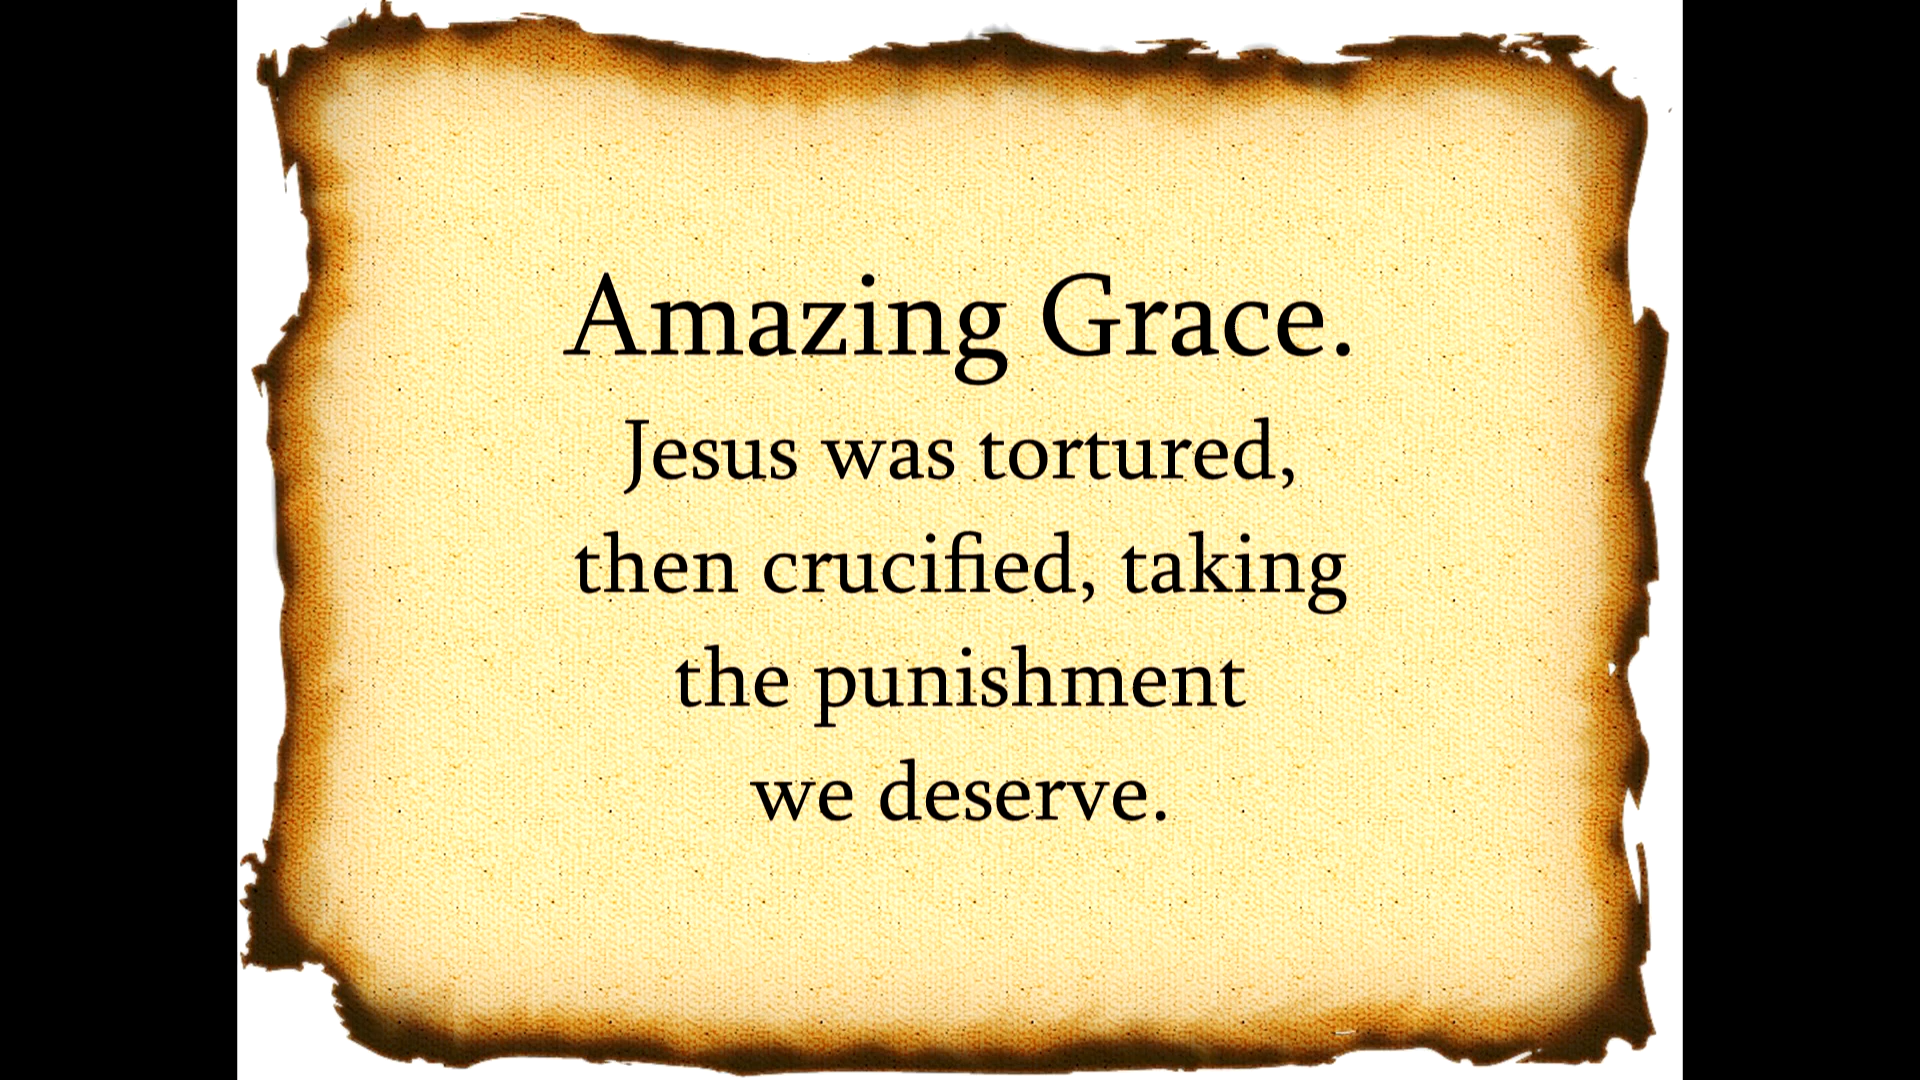 Amazing Grace.
Jesus was tortured,
then crucified, taking
the punishment
we deserve.